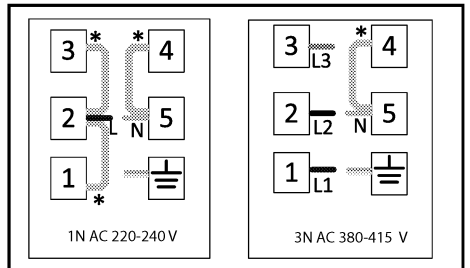 3 * * 4
2 L N 5
1 *
1N AC 220-240 V
3 L3 * 4
2 L2 N 5
1 L1
3N AC 380-415 V